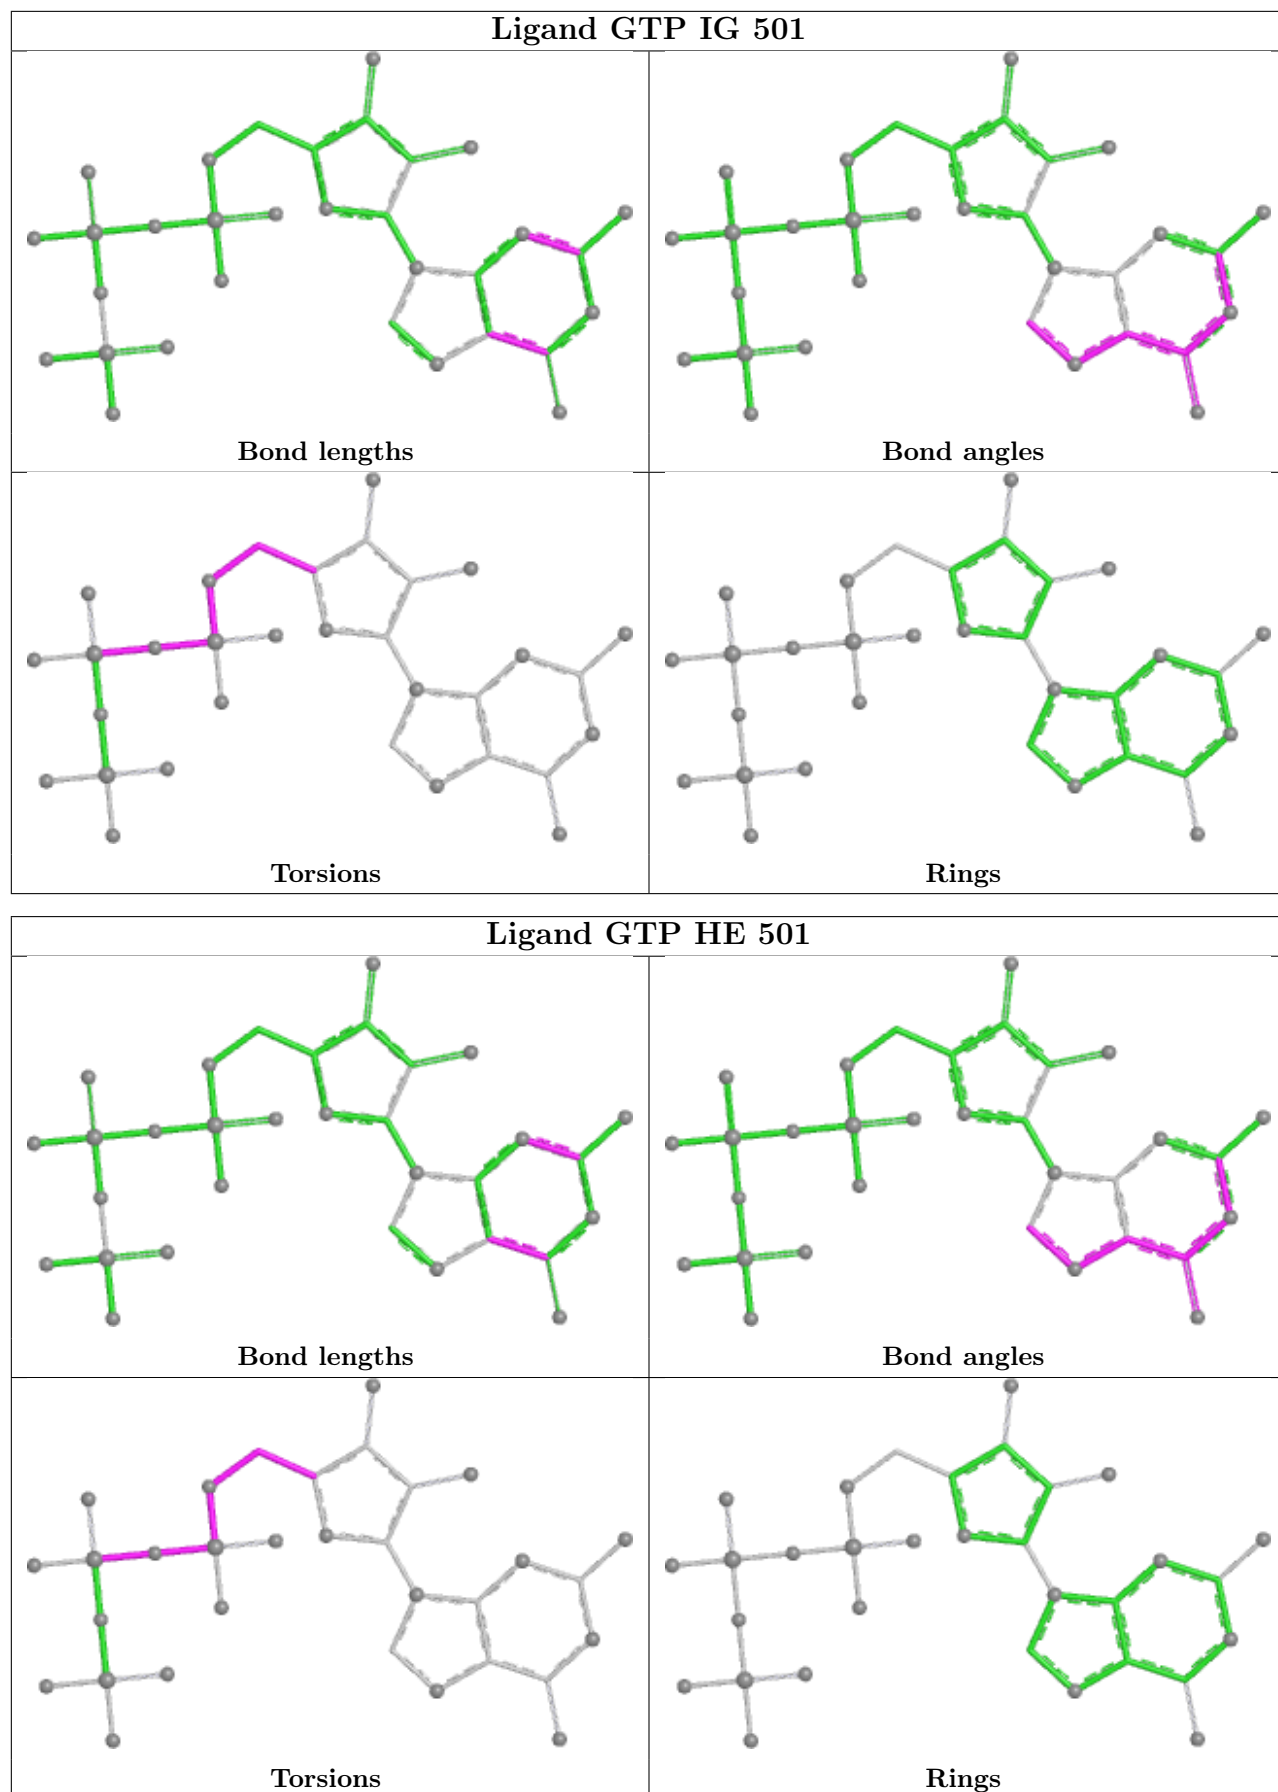 Ligand GTP IG 501
Bond lengths
Bond angles
Torsions
Rings
Ligand GTP HE 501
Bond lengths
Bond angles
Torsions
Rings